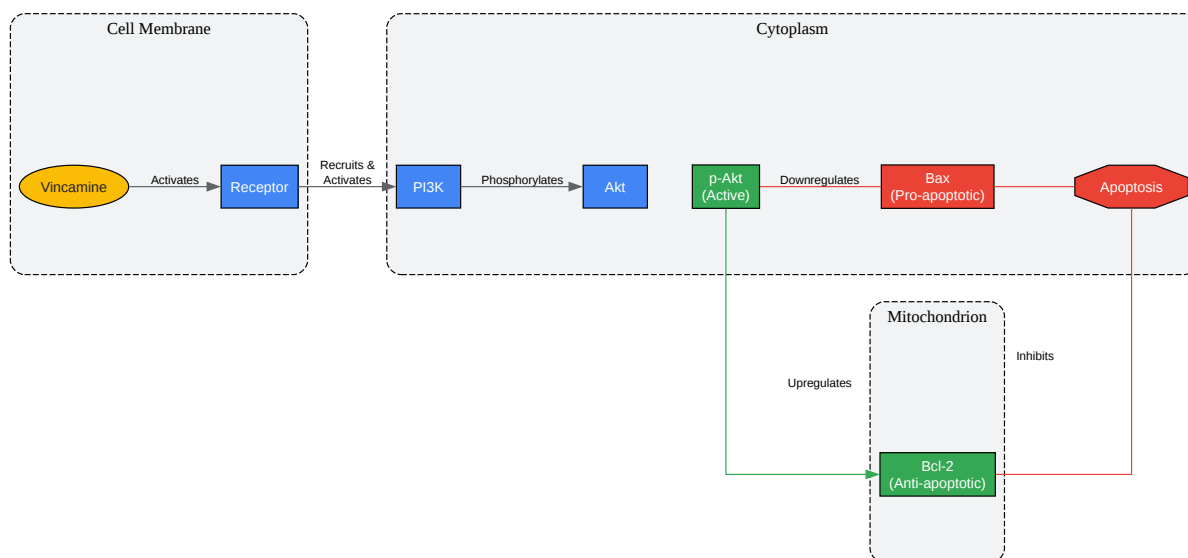 Cell Membrane
Cytoplasm
Vincamine
Activates
Receptor
Recruits &
Activates
PI3K
Phosphorylates
Akt
p-Akt
(Active)
Downregulates
Bax
(Pro-apoptotic)
Apoptosis
Mitochondrion
Inhibits
Upregulates
Bcl-2
(Anti-apoptotic)